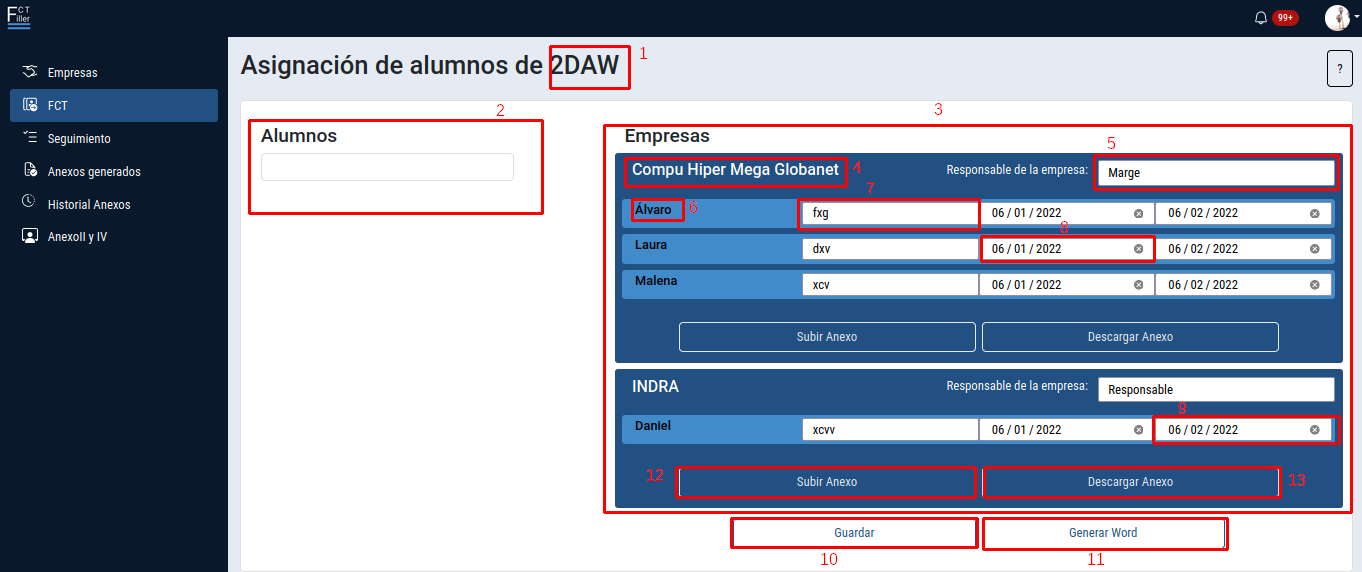 FCT
Filler
99+
Empresas
FCT
Seguimiento
Anexos generados
Historial Anexos
AnexoII y IV
Asignación de alumnos de 2DAW 1
?
2
Alumnos
3
Empresas
4
Compu Hiper Mega Globanet
Responsable de la empresa:
5
Marge
6
Álvaro
7
fxg
06 / 01 / 2022
06 / 02 / 2022
Laura
dxv
8
06 / 01 / 2022
06 / 02 / 2022
Malena
xcv
06 / 01 / 2022
06 / 02 / 2022
Subir Anexo
Descargar Anexo
INDRA
Responsable de la empresa:
Responsable
Daniel
xcvv
06 / 01 / 2022
9
06 / 02 / 2022
12
Subir Anexo
Descargar Anexo
13
Guardar
Generar Word
10
11